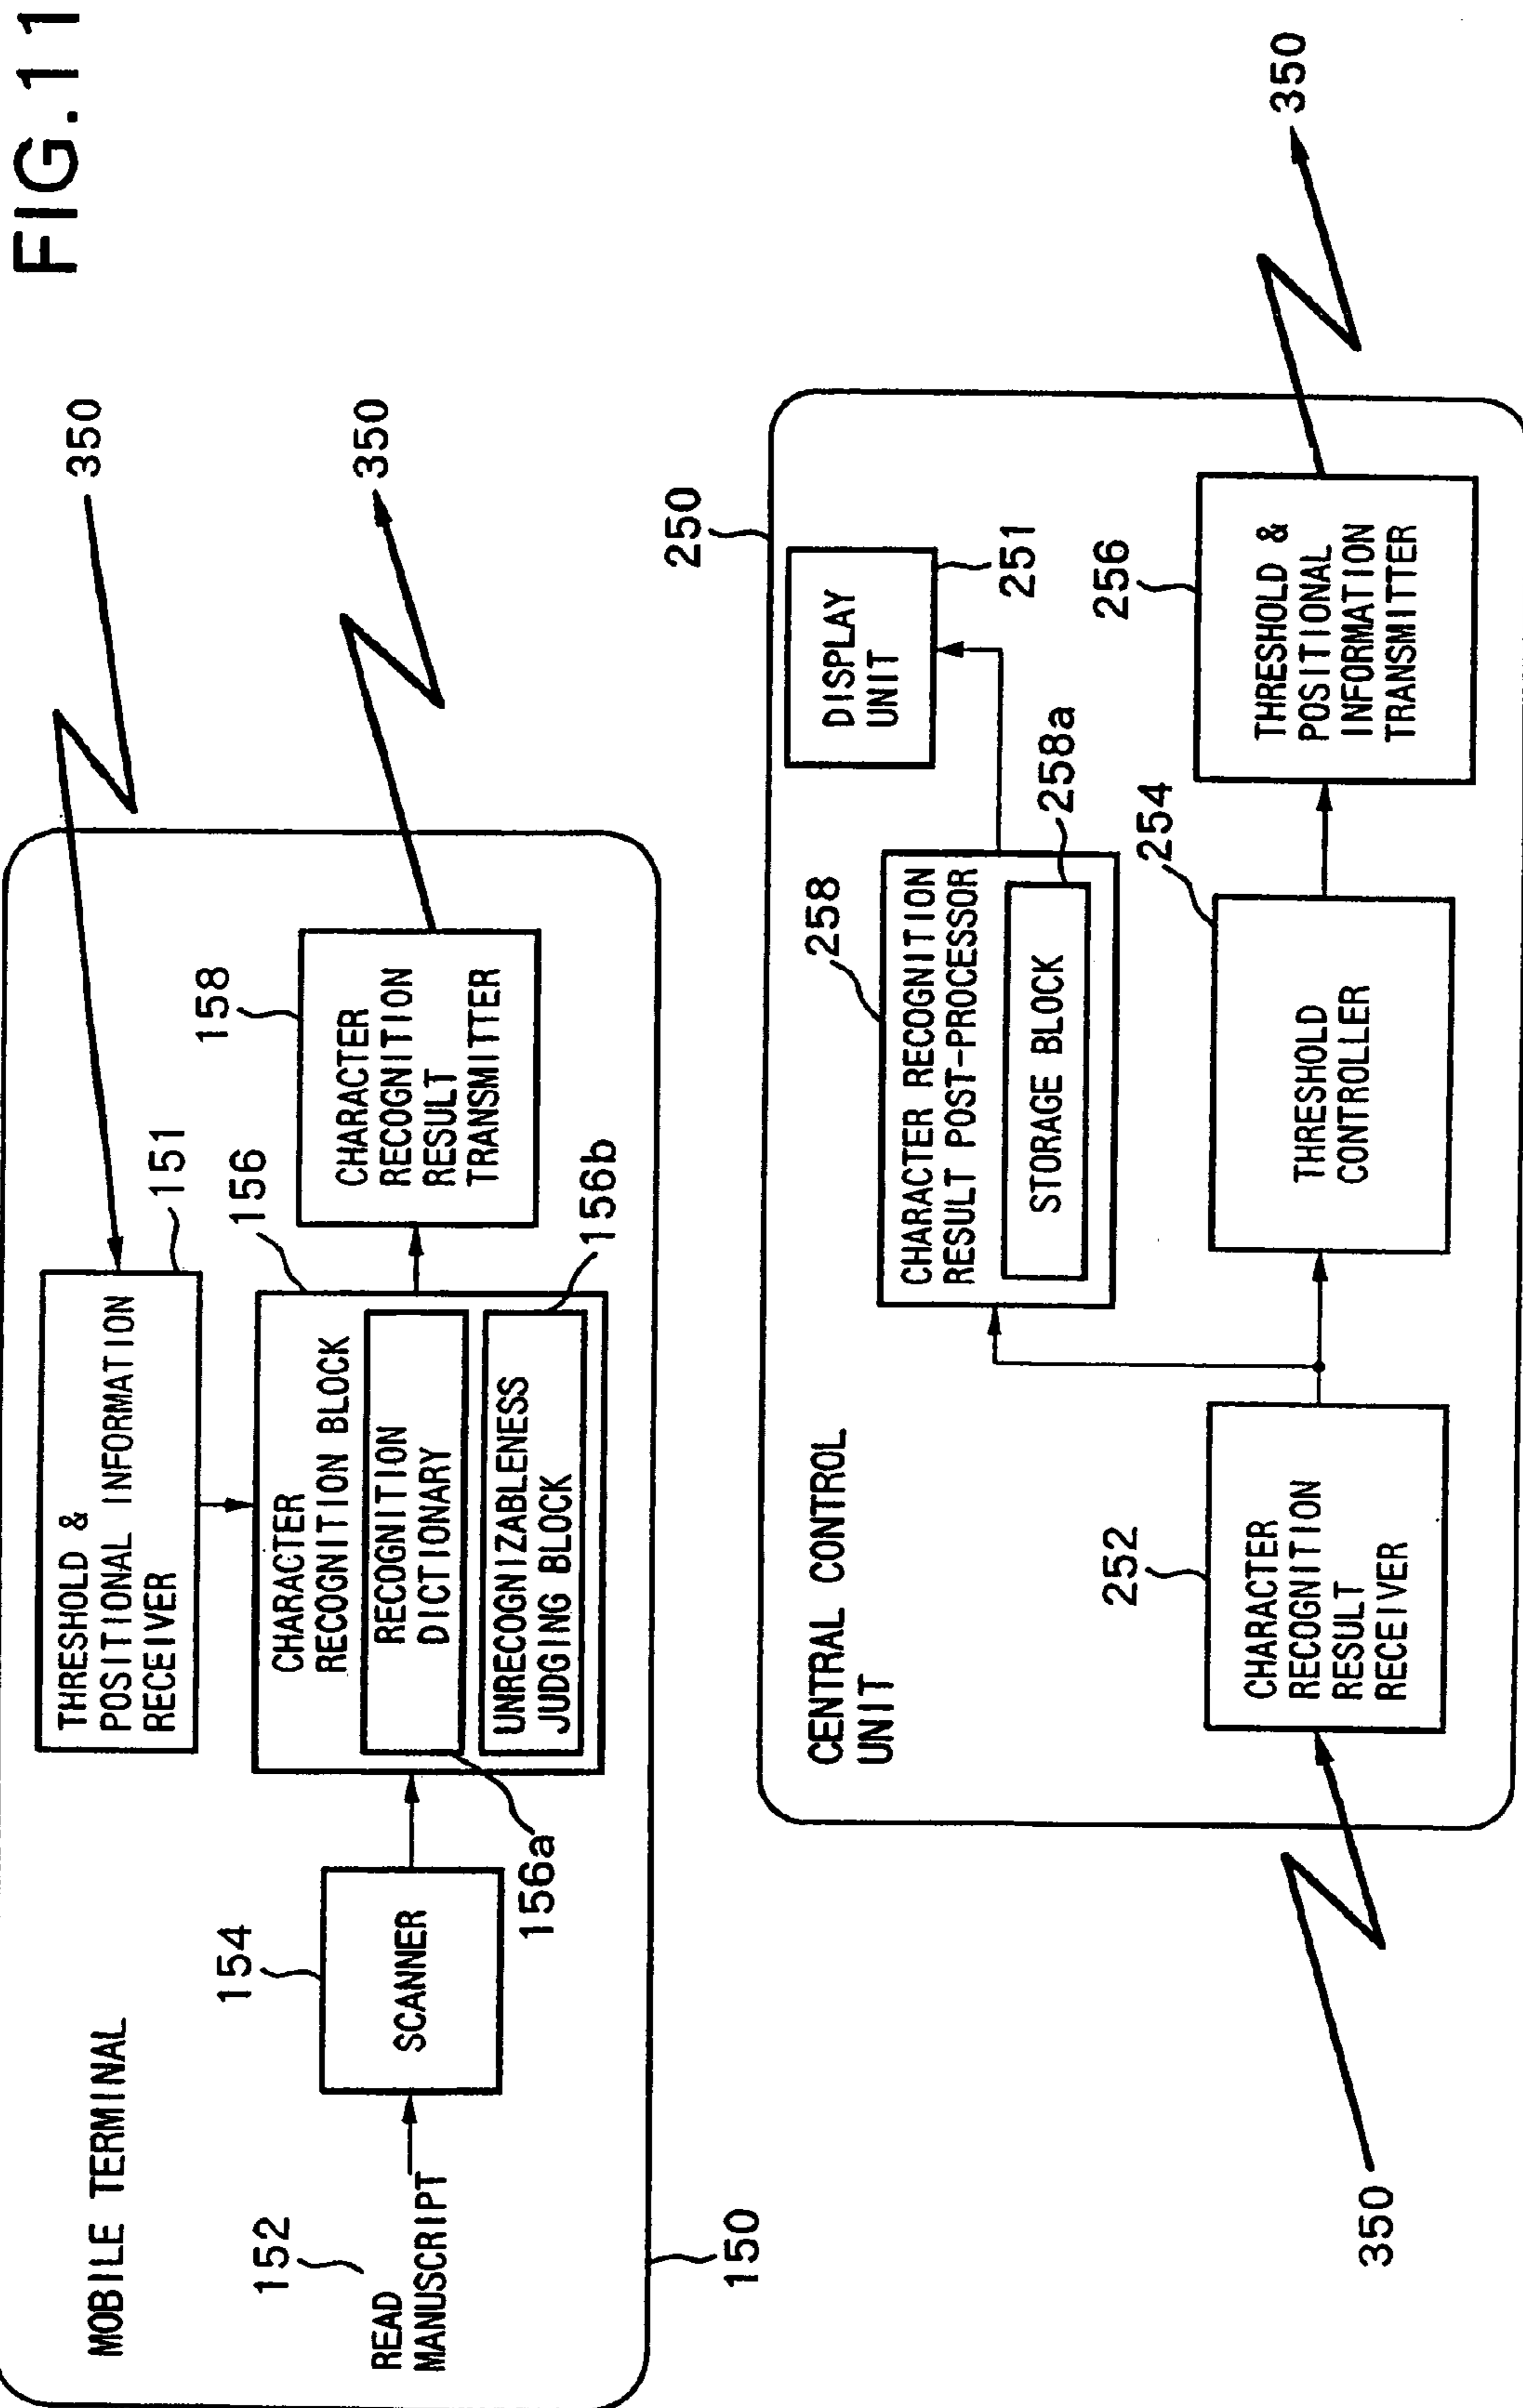 FIG.11
MOBILE TERMINAL
350
THRESHOLD &
POSITIONAL INFORMATION
RECEIVER
151
350
152
READ
MANUSCRIPT
154
SCANNER
156
CHARACTER
RECOGNITION BLOCK
RECOGNITION
DICTIONARY
156a
UNRECOGNIZABLENESS
JUDGING BLOCK
156b
158
CHARACTER
RECOGNITION
RESULT
TRANSMITTER
150
250
CENTRAL CONTROL
UNIT
DISPLAY
UNIT
251
258
CHARACTER RECOGNITION
RESULT POST-PROCESSOR
STORAGE BLOCK
258a
252
CHARACTER
RECOGNITION
RESULT
RECEIVER
254
THRESHOLD
CONTROLLER
256
THRESHOLD &
POSITIONAL
INFORMATION
TRANSMITTER
350
350